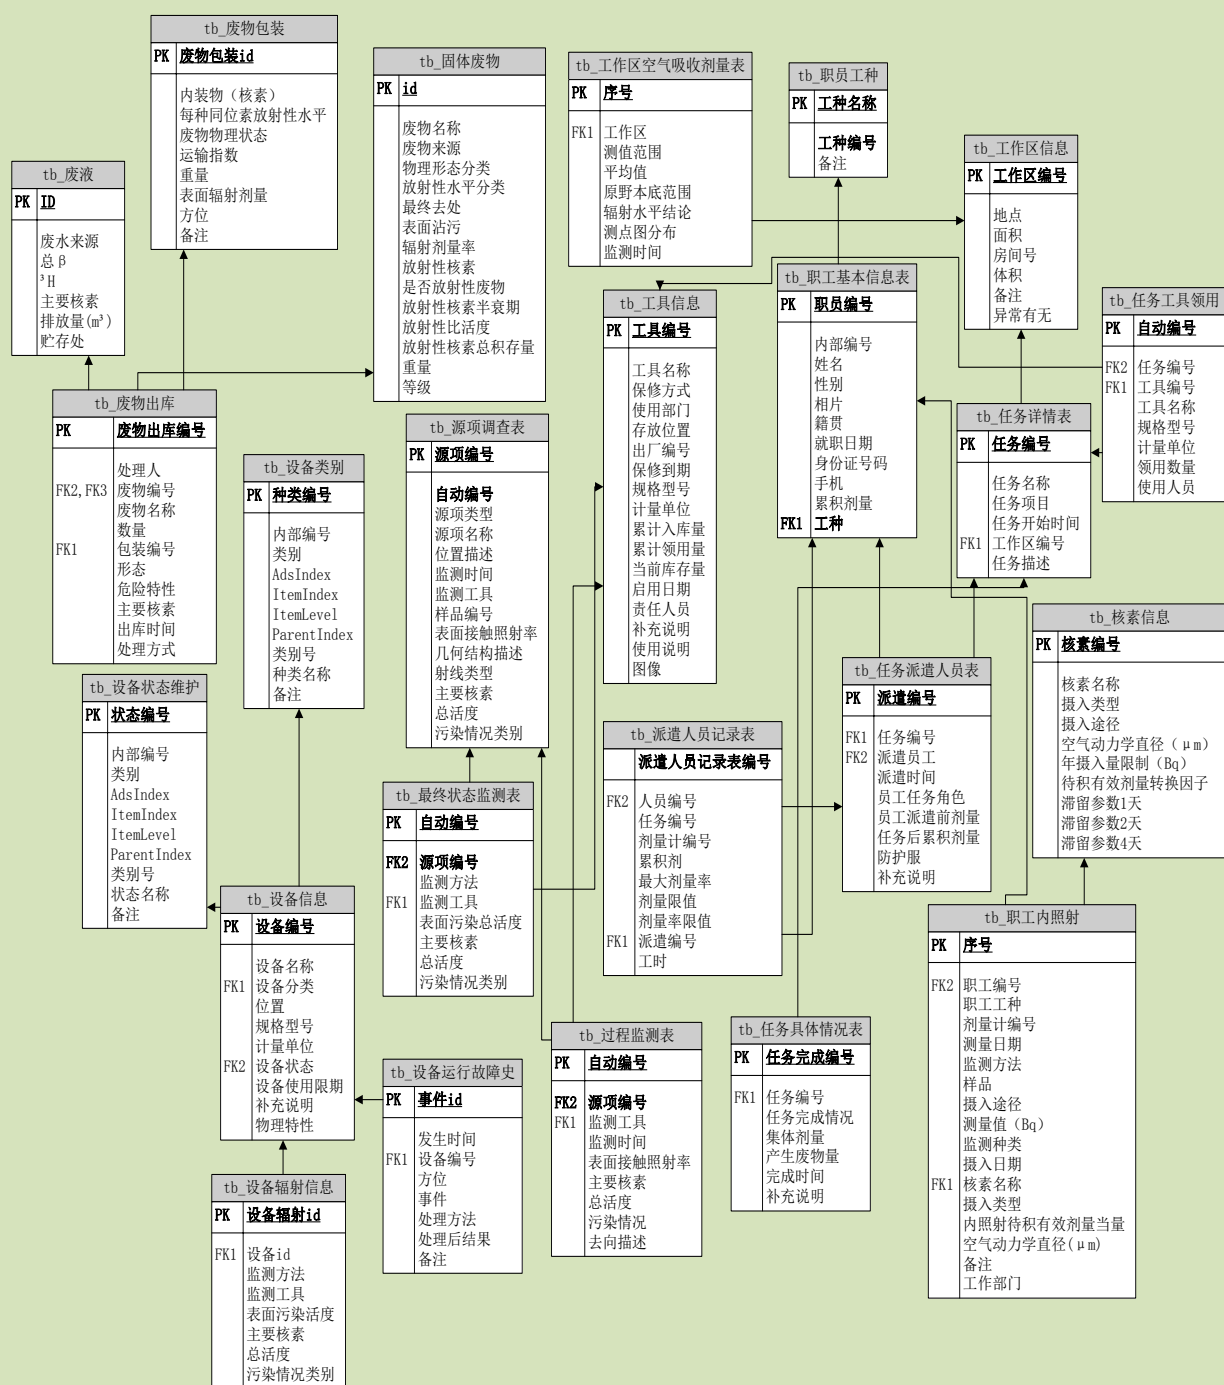 tb_废物包装
PK 废物包装id
内装物（核素）
每种同位素放射性水平
废物物理状态
运输指数
重量
表面辐射剂量
方位
备注
tb_固体废物
PK id
废物名称
废物来源
物理形态分类
放射性水平分类
最终去处
表面沾污
辐射剂量率
放射性核素
是否放射性废物
放射性核素半衰期
放射性比活度
放射性核素总积存量
重量
等级
tb_工作区空气吸收剂量表
PK 序号
FK1 工作区
测值范围
平均值
原野本底范围
辐射水平结论
测点图分布
监测时间
tb_职员工种
PK 工种名称
工种编号
备注
tb_工作区信息
PK 工作区编号
地点
面积
房间号
体积
备注
异常有无
tb_废液
PK ID
废水来源
总β
³H
主要核素
排放量(m³)
贮存处
tb_职工基本信息表
PK 职员编号
内部编号
姓名
性别
相片
籍贯
就职日期
身份证号码
手机
累积剂量
FK1 工种
tb_工具信息
PK 工具编号
工具名称
保修方式
使用部门
存放位置
出厂编号
保修到期
规格型号
计量单位
累计入库量
累计领用量
当前库存量
启用日期
责任人员
补充说明
使用说明
图像
tb_任务工具领用
PK 自动编号
FK2 任务编号
FK1 工具编号
工具名称
规格型号
计量单位
领用数量
使用人员
tb_废物出库
PK 废物出库编号
处理人
FK2,FK3 废物编号
废物名称
数量
FK1 包装编号
形态
危险特性
主要核素
出库时间
处理方式
tb_源项调查表
PK 源项编号
自动编号
源项类型
源项名称
位置描述
监测时间
监测工具
样品编号
表面接触照射率
几何结构描述
射线类型
主要核素
总活度
污染情况类别
tb_任务详情表
PK 任务编号
任务名称
任务项目
任务开始时间
FK1 工作区编号
任务描述
tb_设备类别
PK 种类编号
内部编号
类别
AdsIndex
ItemIndex
ItemLevel
ParentIndex
类别号
种类名称
备注
tb_核素信息
PK 核素编号
核素名称
摄入类型
摄入途径
空气动力学直径（μm）
年摄入量限制（Bq）
待积有效剂量转换因子
滞留参数1天
滞留参数2天
滞留参数4天
tb_任务派遣人员表
PK 派遣编号
FK1 任务编号
FK2 派遣员工
派遣时间
员工任务角色
员工派遣前剂量
任务后累积剂量
防护服
补充说明
tb_设备状态维护
PK 状态编号
内部编号
类别
AdsIndex
ItemIndex
ItemLevel
ParentIndex
类别号
状态名称
备注
tb_派遣人员记录表
派遣人员记录表编号
FK2 人员编号
任务编号
剂量计编号
累积剂
最大剂量率
剂量限值
剂量率限值
FK1 派遣编号
工时
tb_最终状态监测表
PK 自动编号
FK2 源项编号
监测方法
FK1 监测工具
表面污染总活度
主要核素
总活度
污染情况类别
tb_设备信息
PK 设备编号
设备名称
FK1 设备分类
位置
规格型号
计量单位
FK2 设备状态
设备使用限期
补充说明
物理特性
tb_职工内照射
PK 序号
FK2 职工编号
职工工种
剂量计编号
测量日期
监测方法
样品
摄入途径
测量值（Bq）
监测种类
摄入日期
FK1 核素名称
摄入类型
内照射待积有效剂量当量
空气动力学直径(μm)
备注
工作部门
tb_任务具体情况表
PK 任务完成编号
FK1 任务编号
任务完成情况
集体剂量
产生废物量
完成时间
补充说明
tb_过程监测表
PK 自动编号
FK2 源项编号
FK1 监测工具
监测时间
表面接触照射率
主要核素
总活度
污染情况
去向描述
tb_设备运行故障史
PK 事件id
发生时间
FK1 设备编号
方位
事件
处理方法
处理后结果
备注
tb_设备辐射信息
PK 设备辐射id
FK1 设备id
监测方法
监测工具
表面污染活度
主要核素
总活度
污染情况类别